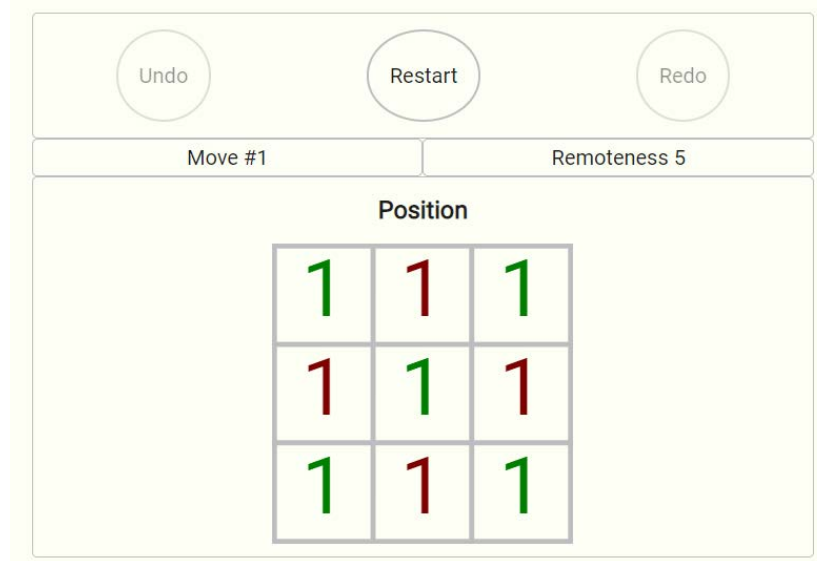 Undo Restart Redo
Move #1 Remoteness 5
Position
1 1 1
1 1 1
1 1 1